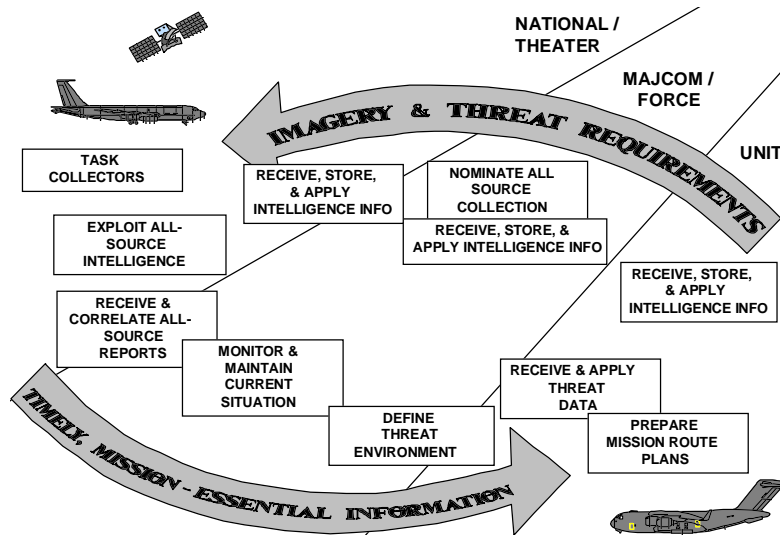 NATIONAL /
THEATER
MAJCOM /
FORCE
UNIT
IMAGERY & THREAT REQUIREMENTS
TASK
COLLECTORS
RECEIVE, STORE,
& APPLY
INTELLIGENCE INFO
NOMINATE ALL
SOURCE
COLLECTION
RECEIVE, STORE, &
APPLY INTELLIGENCE INFO
EXPLOIT ALL-
SOURCE
INTELLIGENCE
RECEIVE, STORE,
& APPLY
INTELLIGENCE INFO
RECEIVE &
CORRELATE ALL-
SOURCE
REPORTS
MONITOR &
MAINTAIN
CURRENT
SITUATION
RECEIVE & APPLY
THREAT
DATA
DEFINE
THREAT
ENVIRONMENT
PREPARE
MISSION ROUTE
PLANS
TIMELY, MISSION - ESSENTIAL INFORMATION